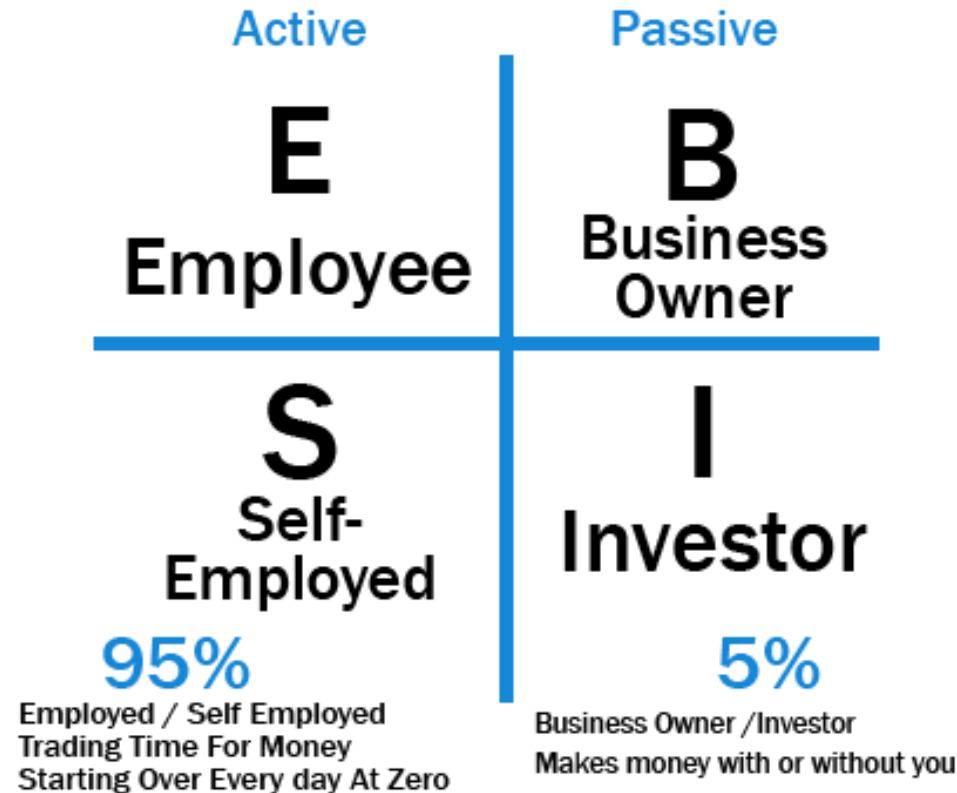 Active
Passive
E
Employee
B
Business
Owner
S
Self-
Employed
I
Investor
95%
Employed / Self Employed
Trading Time For Money
Starting Over Every day At Zero
5%
Business Owner /Investor
Makes money with or without you